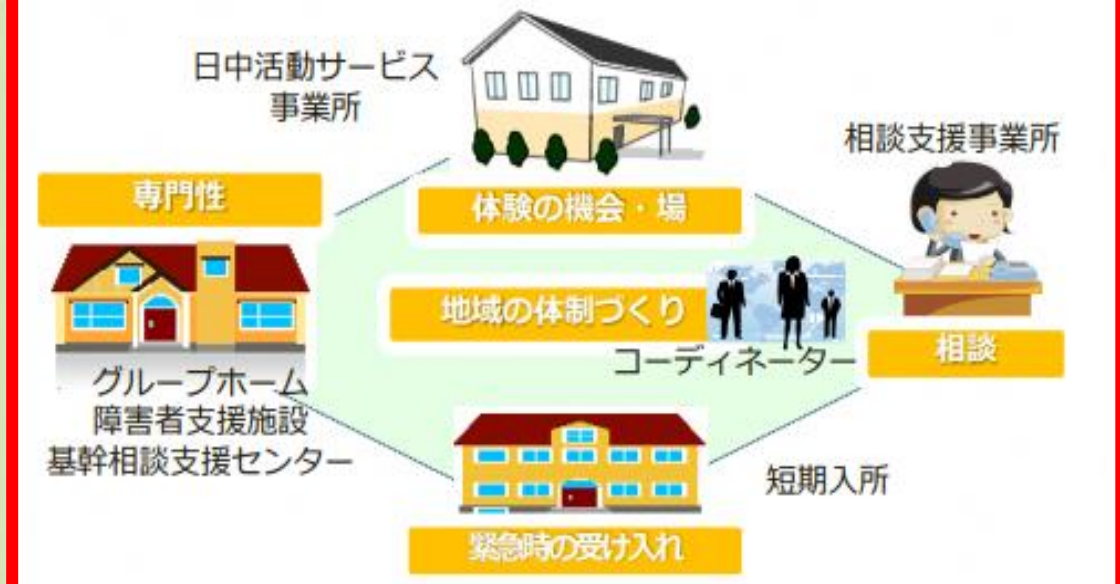 日中活動サービス
事業所
相談支援事業所
専門性
体験の機会・場
地域の体制づくり
コーディネーター
相談
グループホーム
障害者支援施設
基幹相談支援センター
短期入所
緊急時の受け入れ